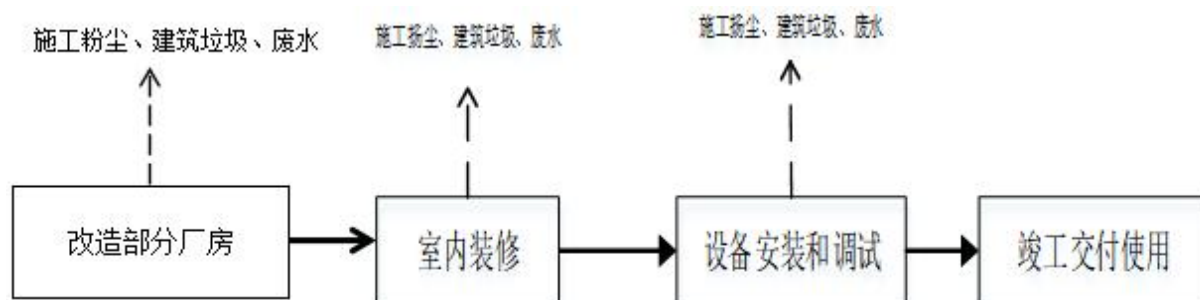 施工粉尘、建筑垃圾、废水
施工扬尘、建筑垃圾、废水
施工扬尘、建筑垃圾、废水
改造部分厂房
室内装修
设备安装和调试
竣工交付使用